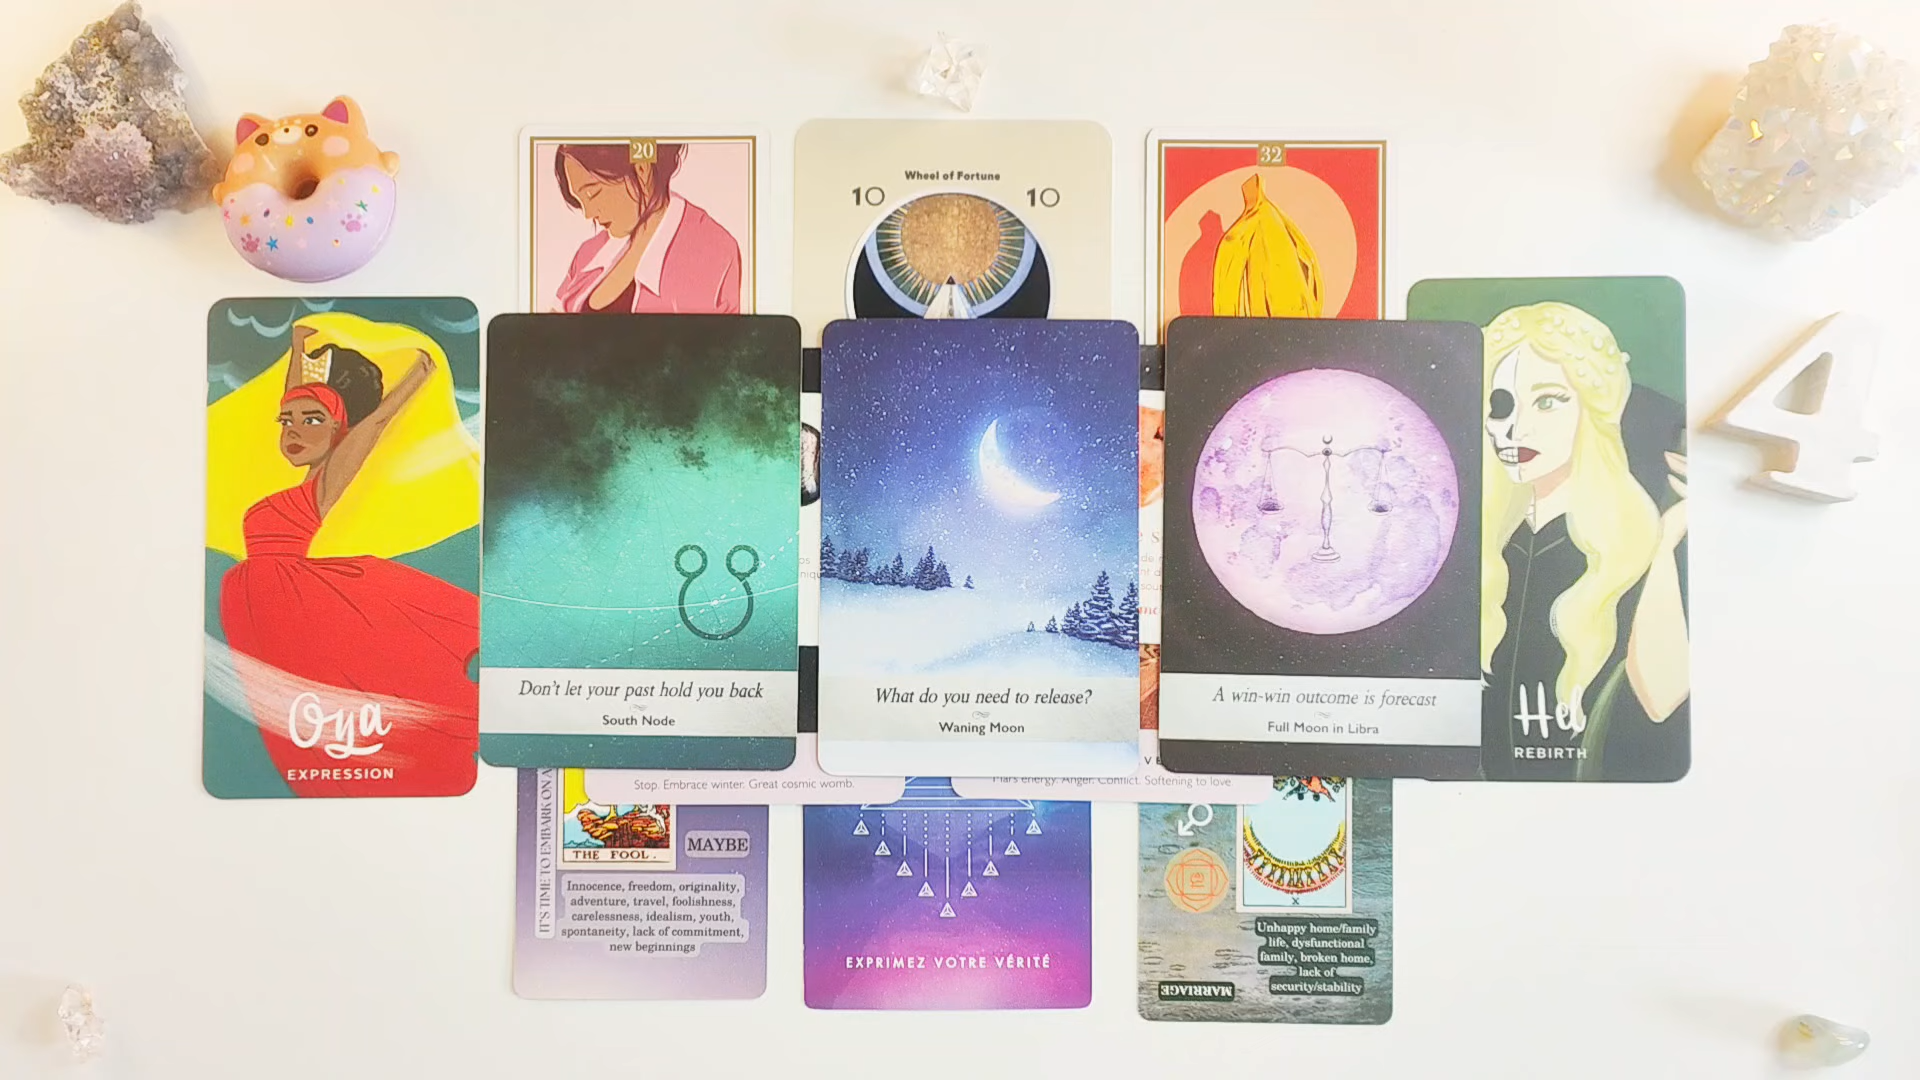 20
Wheel of Fortune
10 10
32
4
Oya
EXPRESSION
Don't let your past hold you back
South Node
What do you need to release?
Waning Moon
A win-win outcome is forecast
Full Moon in Libra
Hel
REBIRTH
Stop. Embrace winter. Great cosmic womb.
Mars energy. Anger. Conflict. Softening to love.
IT'S TIME TO EMBARK ON A
THE FOOL.
MAYBE
Innocence, freedom, originality,
adventure, travel, foolishness,
carelessness, idealism, youth,
spontaneity, lack of commitment,
new beginnings
EXPRIMEZ VOTRE VÉRITÉ
X
Unhappy home/family
life, dysfunctional
family, broken home,
lack of
security/stability
MARRIAGE